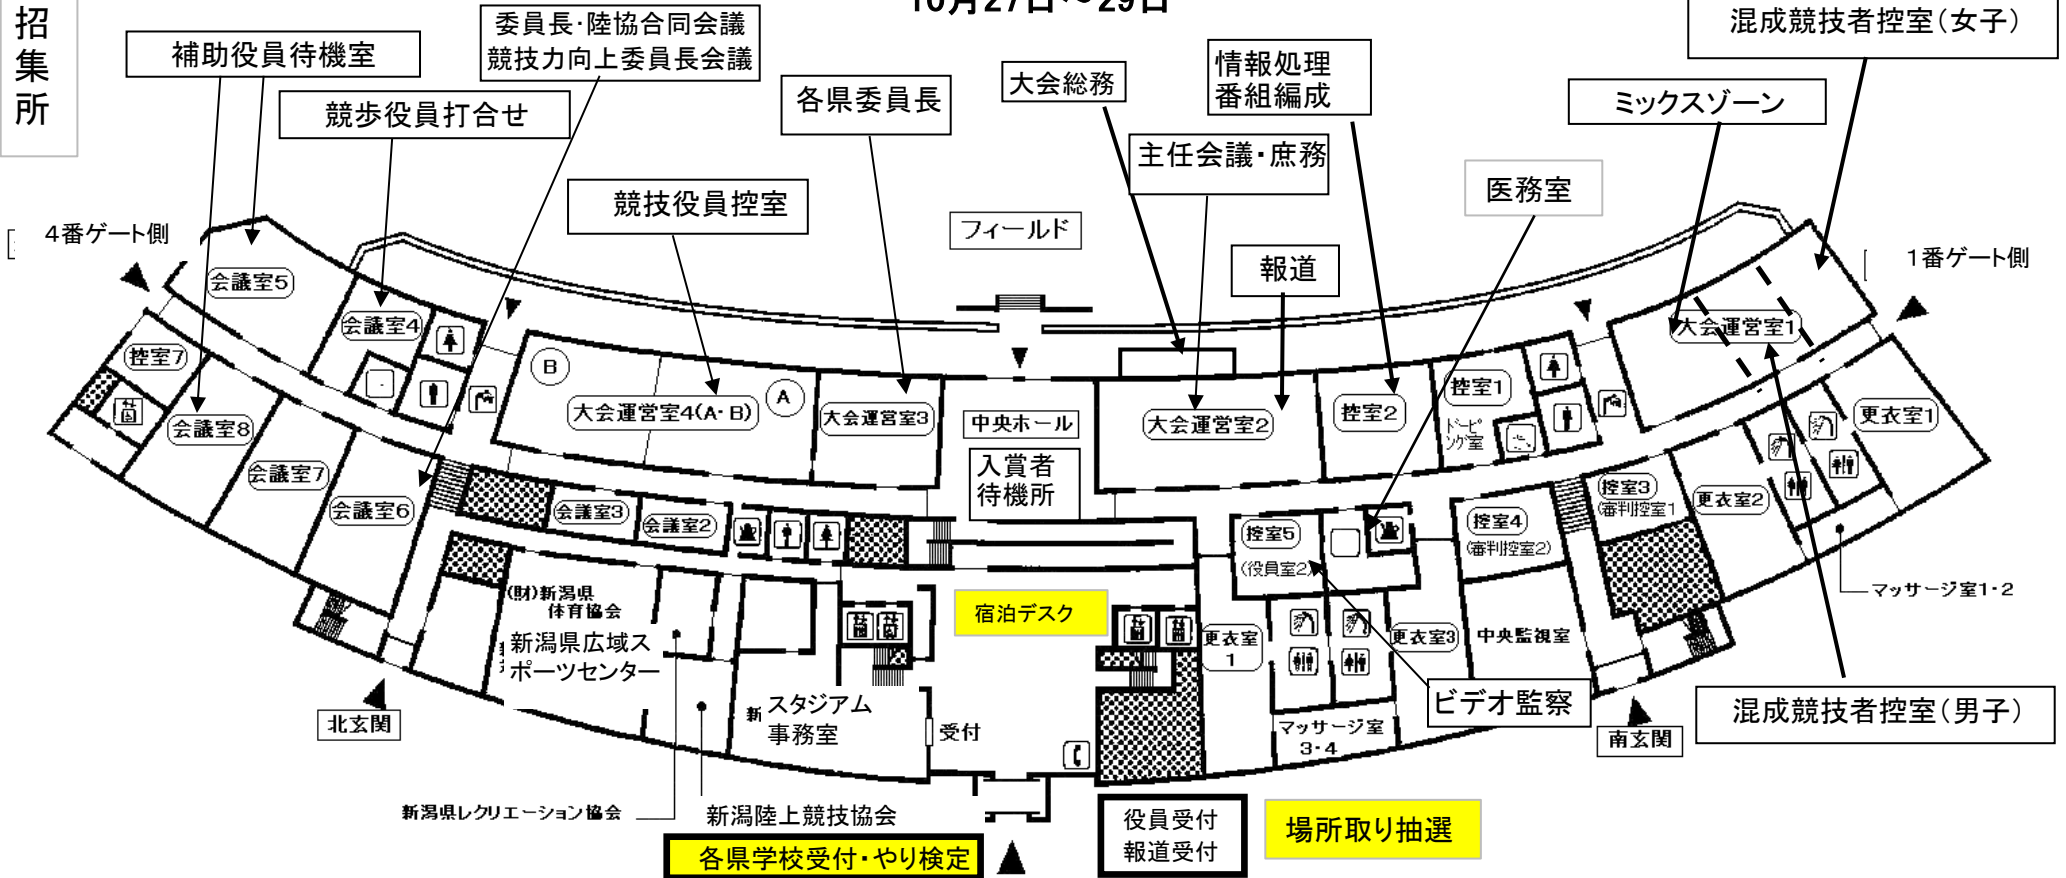 10月27日~29日
招集所
補助役員待機室
委員長・陸協合同会議
競技力向上委員長会議
競歩役員打合せ
各県委員長
大会総務
情報処理
番組編成
主任会議・庶務
混成競技者控室(女子)
ミックスゾーン
医務室
競技役員控室
フィールド
報道
4番ゲート側
1番ゲート側
会議室5
会議室4
控室7
会議室8
会議室7
会議室6
B
A
大会運営室4(A・B)
大会運営室3
中央ホール
入賞者
待機所
大会運営室2
控室2
控室1
ドーピ
ング室
大会運営室1
更衣室1
更衣室2
控室3
(審判控室1
控室4
(審判控室2)
控室5
(役員室2)
会議室3
会議室2
(財)新潟県
体育協会
新潟県広域ス
ポーツセンター
宿泊デスク
更衣室
1
更衣室3
中央監視室
マッサージ室1・2
新
スタジアム
事務室
受付
マッサージ室
3・4
ビデオ監察
混成競技者控室(男子)
北玄関
南玄関
新潟県レクリエーション協会
新潟陸上競技協会
各県学校受付・やり検定
役員受付
報道受付
場所取り抽選